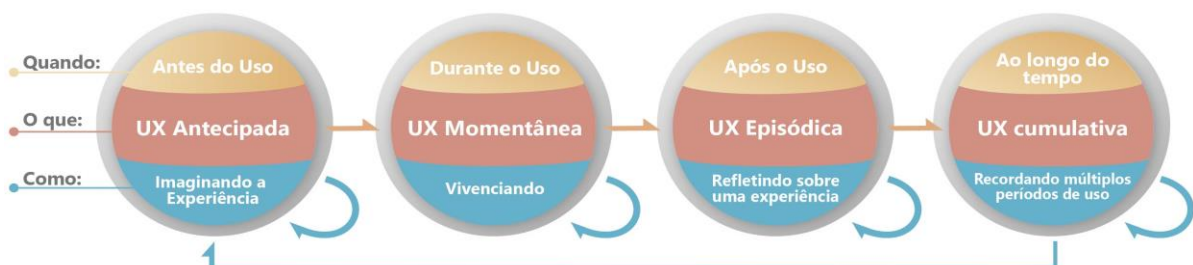 Quando:
Antes do Uso
Durante o Uso
Após o Uso
Ao longo do
tempo
O que:
UX Antecipada
UX Momentânea
UX Episódica
UX cumulativa
Como:
Imaginando a
Experiência
Vivenciando
Refletindo sobre
uma experiência
Recordando múltiplos
períodos de uso